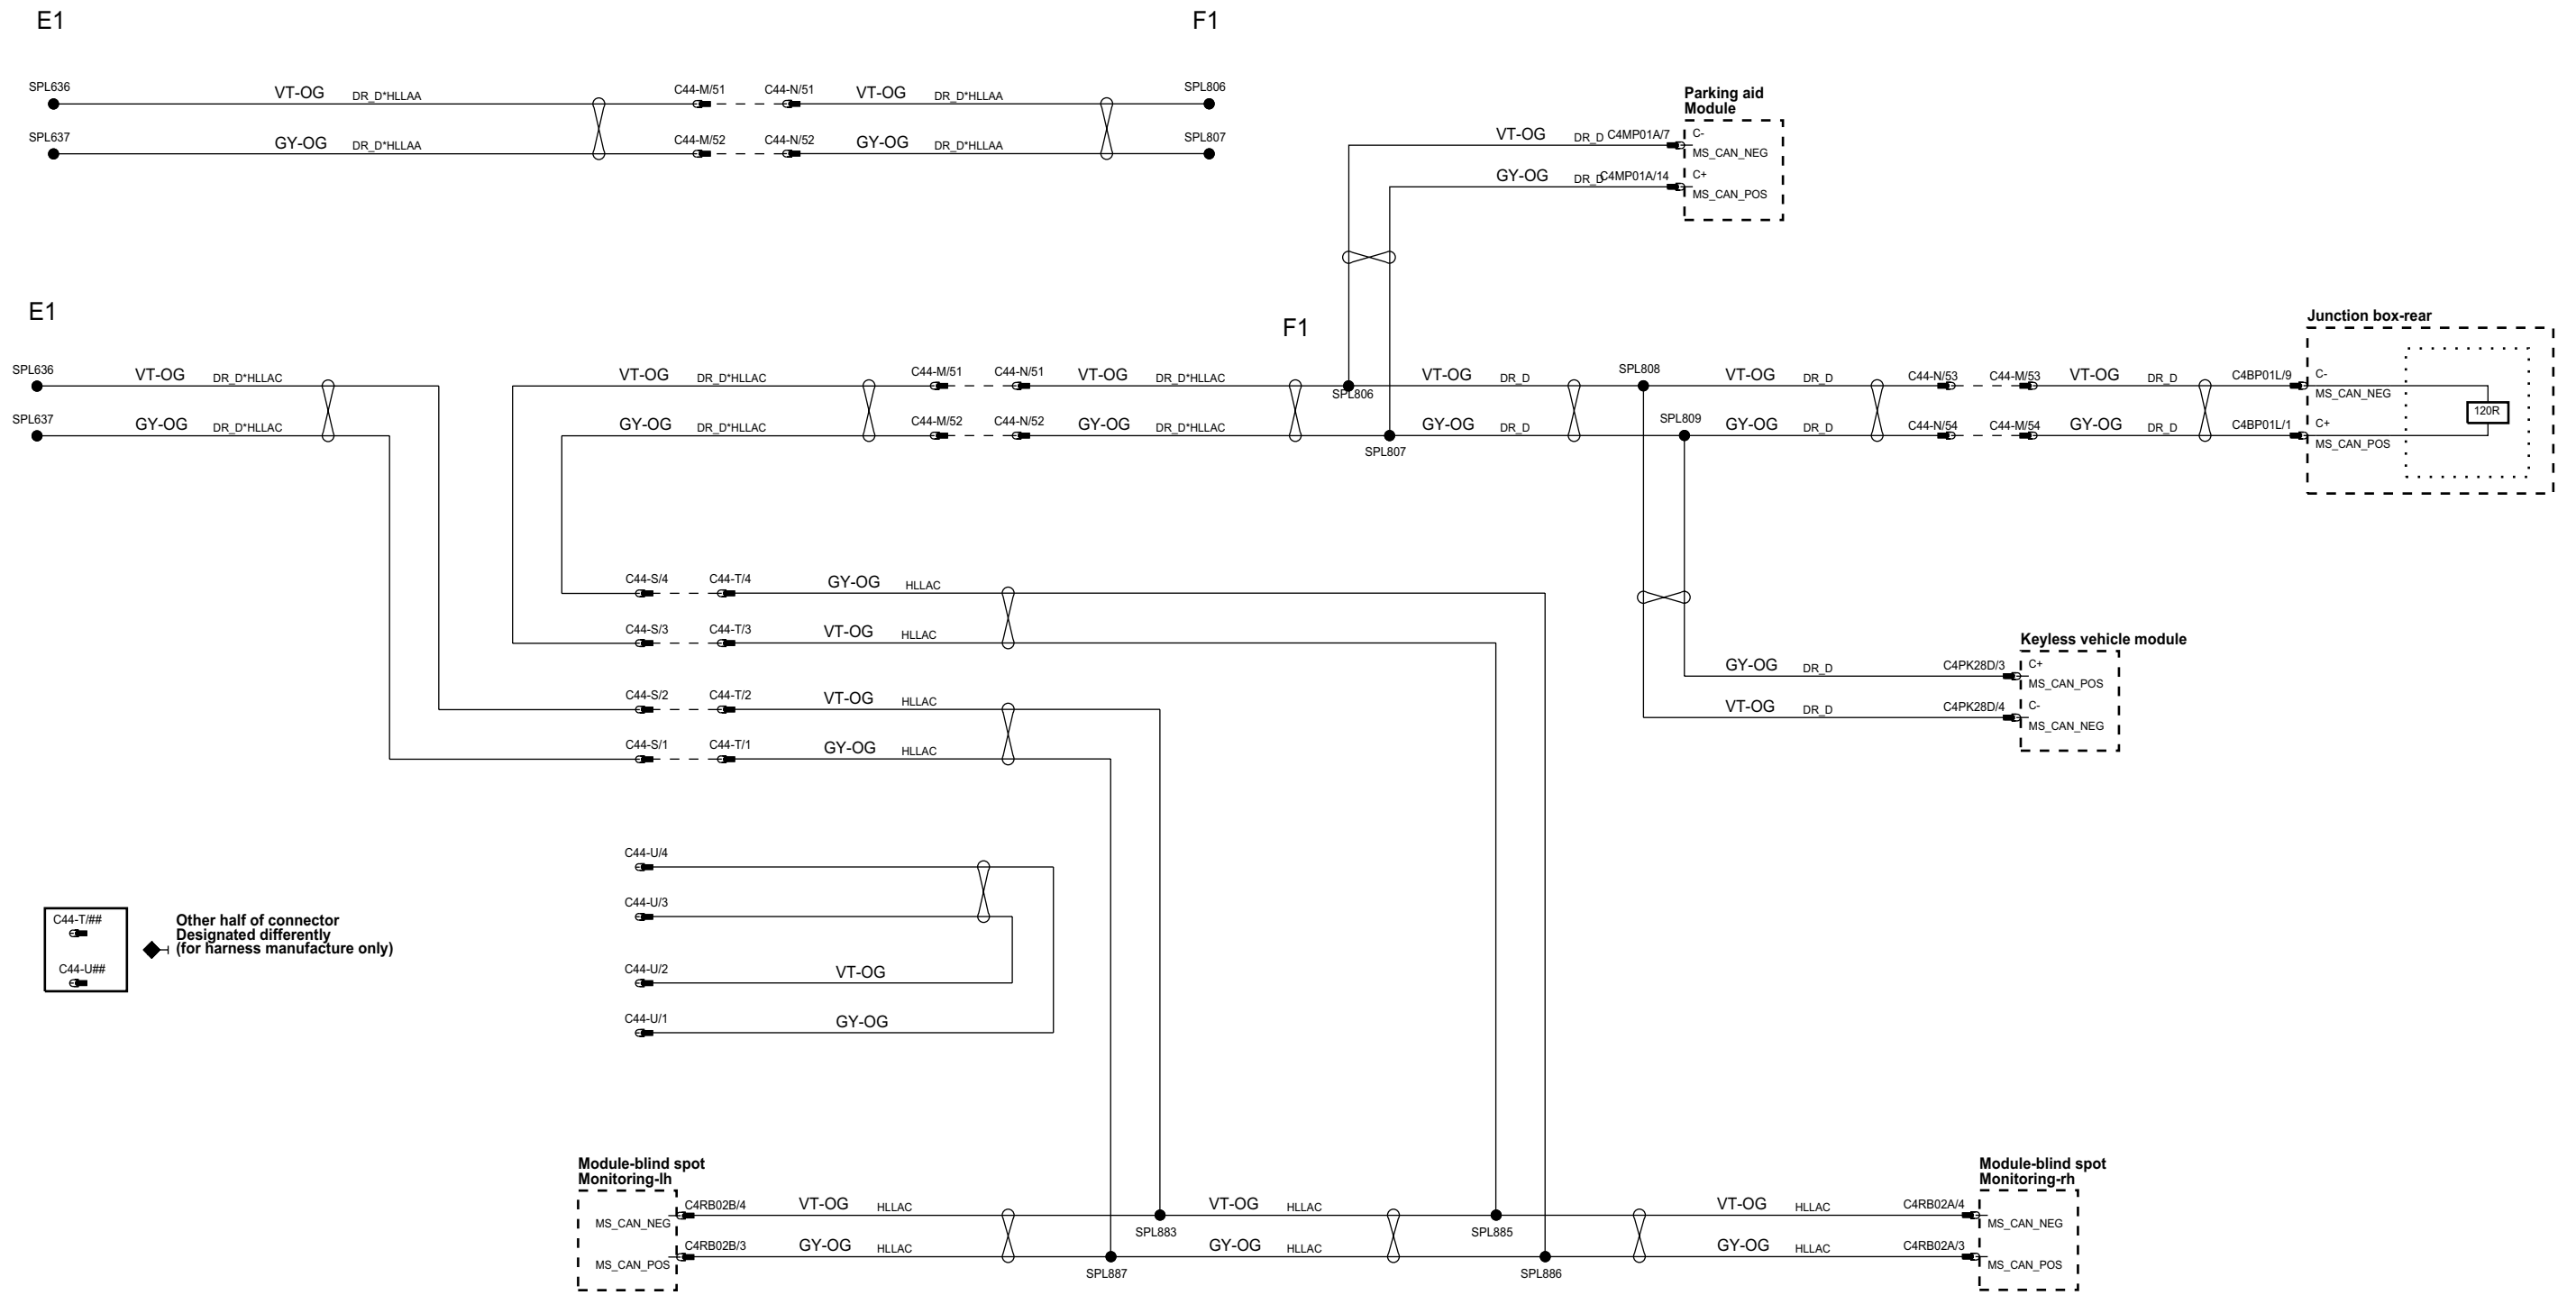 E1
F1
SPL636
VT-OG
DR_D*HLLAA
C44-M/51
C44-N/51
VT-OG
DR_D*HLLAA
SPL806
SPL637
GY-OG
DR_D*HLLAA
C44-M/52
C44-N/52
GY-OG
DR_D*HLLAA
SPL807
Parking aid
Module
VT-OG
DR_D
C4MP01A/7
C-
MS_CAN_NEG
GY-OG
DR_D
C4MP01A/14
C+
MS_CAN_POS
E1
F1
Junction box-rear
SPL636
VT-OG
DR_D*HLLAC
VT-OG
DR_D*HLLAC
C44-M/51
C44-N/51
VT-OG
DR_D*HLLAC
SPL806
VT-OG
DR_D
SPL808
VT-OG
DR_D
C44-N/53
C44-M/53
VT-OG
DR_D
C4BP01L/9
C-
MS_CAN_NEG
120R
SPL637
GY-OG
DR_D*HLLAC
GY-OG
DR_D*HLLAC
C44-M/52
C44-N/52
GY-OG
DR_D*HLLAC
SPL807
GY-OG
DR_D
SPL809
GY-OG
DR_D
C44-N/54
C44-M/54
GY-OG
DR_D
C4BP01L/1
C+
MS_CAN_POS
C44-S/4
C44-T/4
GY-OG
HLLAC
C44-S/3
C44-T/3
VT-OG
HLLAC
Keyless vehicle module
GY-OG
DR_D
C4PK28D/3
C+
MS_CAN_POS
C44-S/2
C44-T/2
VT-OG
HLLAC
VT-OG
DR_D
C4PK28D/4
C-
MS_CAN_NEG
C44-S/1
C44-T/1
GY-OG
HLLAC
C44-U/4
C44-U/3
C44-U/2
VT-OG
C44-U/1
GY-OG
C44-T/##
C44-U##
Other half of connector
Designated differently
(for harness manufacture only)
Module-blind spot
Monitoring-lh
MS_CAN_NEG
C4RB02B/4
VT-OG
HLLAC
SPL883
VT-OG
HLLAC
SPL885
VT-OG
HLLAC
C4RB02A/4
Module-blind spot
Monitoring-rh
MS_CAN_NEG
MS_CAN_POS
C4RB02B/3
GY-OG
HLLAC
SPL887
GY-OG
HLLAC
SPL886
GY-OG
HLLAC
C4RB02A/3
MS_CAN_POS